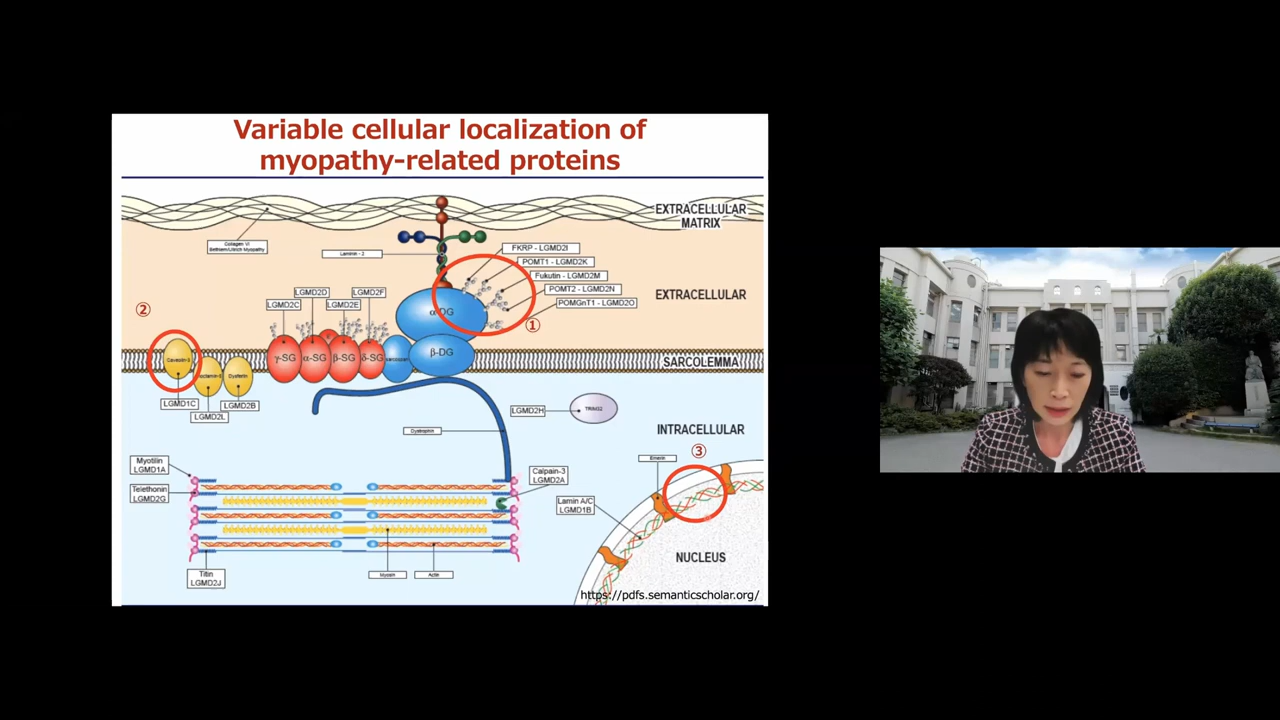 Variable cellular localization of
myopathy-related proteins
EXTRACELLULAR
MATRIX
Collagen VI
Bethlem/Ullrich Myopathy
Laminin - 2
FKRP - LGMD2I
POMT1 - LGMD2K
Fukutin - LGMD2M
POMT2 - LGMD2N
POMGnT1 - LGMD2O
EXTRACELLULAR
①
②
LGMD2C
LGMD2D
LGMD2E
LGMD2F
α-DG
γ-SG
α-SG
β-SG
δ-SG
β-DG
SARCOLEMMA
Caveolin-3
Dysferlin
LGMD1C
LGMD2L
LGMD2B
LGMD2H
TRIM32
Dystrophin
INTRACELLULAR
③
Emerin
Myotilin
LGMD1A
Telethonin
LGMD2G
Calpain-3
LGMD2A
Lamin A/C
LGMD1B
NUCLEUS
Titin
LGMD2J
Myosin
Actin
https://pdfs.semanticscholar.org/